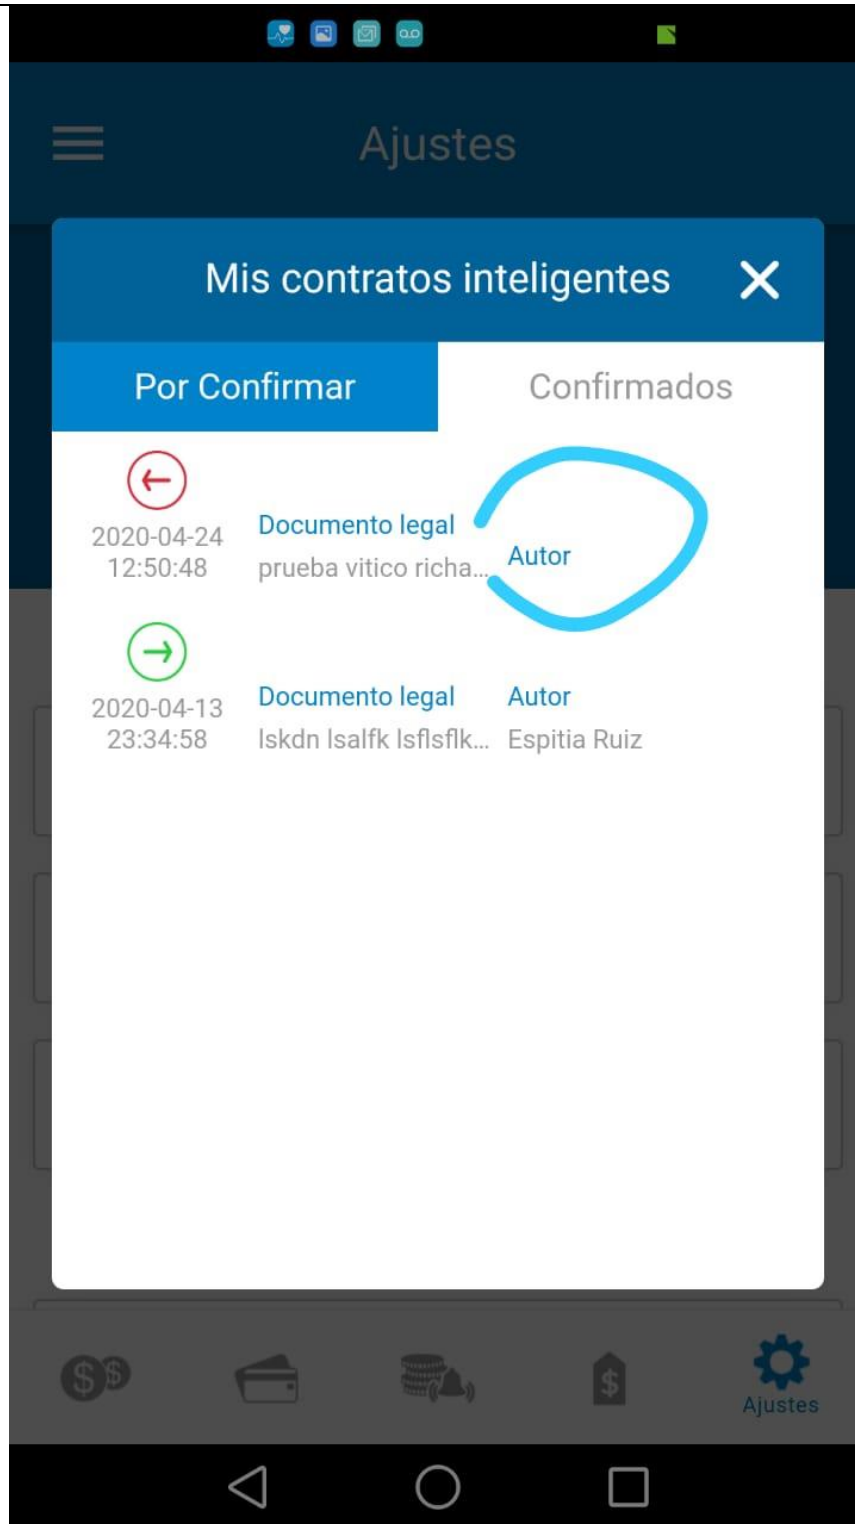 Ajustes
Mis contratos inteligentes
Por Confirmar
Confirmados
2020-04-24
12:50:48
Documento legal
prueba vitico richa...
Autor
2020-04-13
23:34:58
Documento legal
lskdn lsalfk lsflsflk...
Autor
Espitia Ruiz
Ajustes